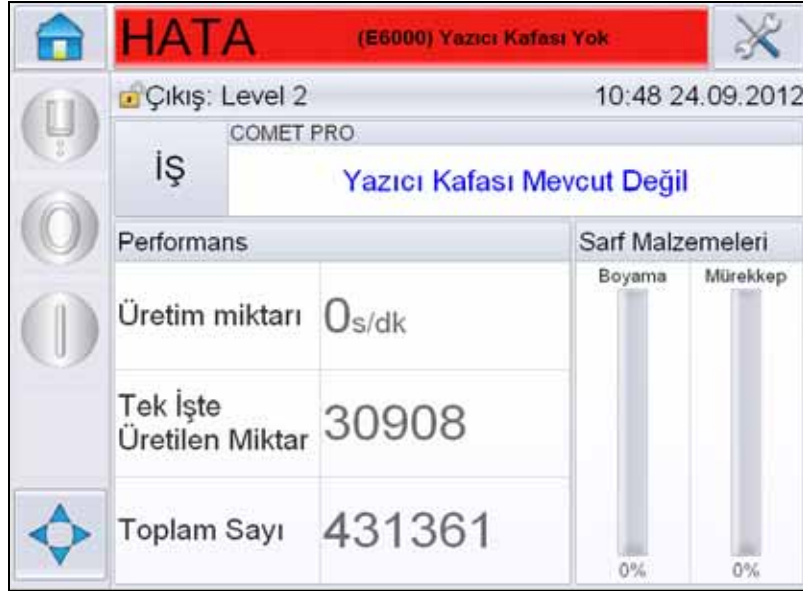 HATA
(E6000) Yazıcı Kafası Yok
Çıkış: Level 2
10:48 24.09.2012
COMET PRO
İŞ
Yazıcı Kafası Mevcut Değil
Performans
Sarf Malzemeleri
Boyama
Mürekkep
Üretim miktarı
0s/dk
Tek İşte
Üretilen Miktar
30908
Toplam Sayı
431361
0%
0%